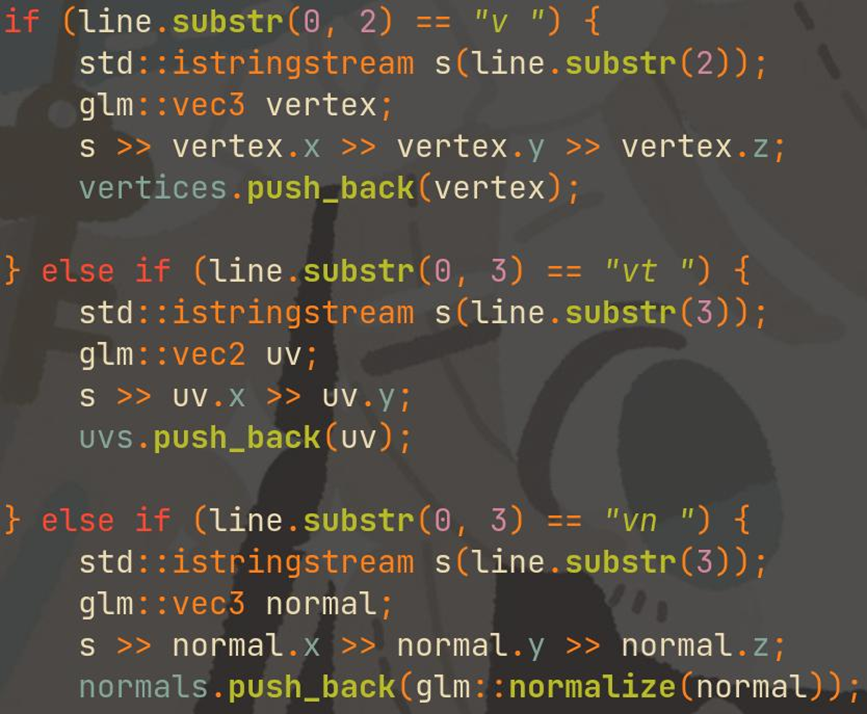 if (line.substr(0, 2) == "v ") {
    std::istringstream s(line.substr(2));
    glm::vec3 vertex;
    s >> vertex.x >> vertex.y >> vertex.z;
    vertices.push_back(vertex);

} else if (line.substr(0, 3) == "vt ") {
    std::istringstream s(line.substr(3));
    glm::vec2 uv;
    s >> uv.x >> uv.y;
    uvs.push_back(uv);

} else if (line.substr(0, 3) == "vn ") {
    std::istringstream s(line.substr(3));
    glm::vec3 normal;
    s >> normal.x >> normal.y >> normal.z;
    normals.push_back(glm::normalize(normal));